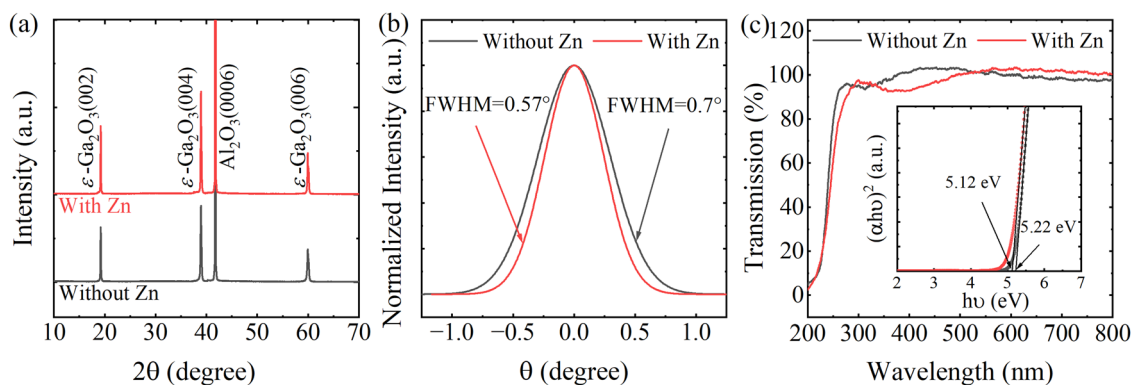 (a)
Intensity (a.u.)
ε -Ga₂O₃(002)
ε -Ga₂O₃(004)
Al₂O₃(0006)
ε -Ga₂O₃(006)
With Zn
Without Zn
10 20 30 40 50 60 70
2θ (degree)
(b)
Normalized Intensity (a.u.)
Without Zn With Zn
FWHM=0.57°
FWHM=0.7°
−1.0 −0.5 0.0 0.5 1.0
θ (degree)
(c)
Transmission (%)
Without Zn With Zn
120
100
80
60
40
20
0
200 300 400 500 600 700 800
Wavelength (nm)
(αhυ)² (a.u.)
5.12 eV
5.22 eV
2 3 4 5 6 7
hυ (eV)